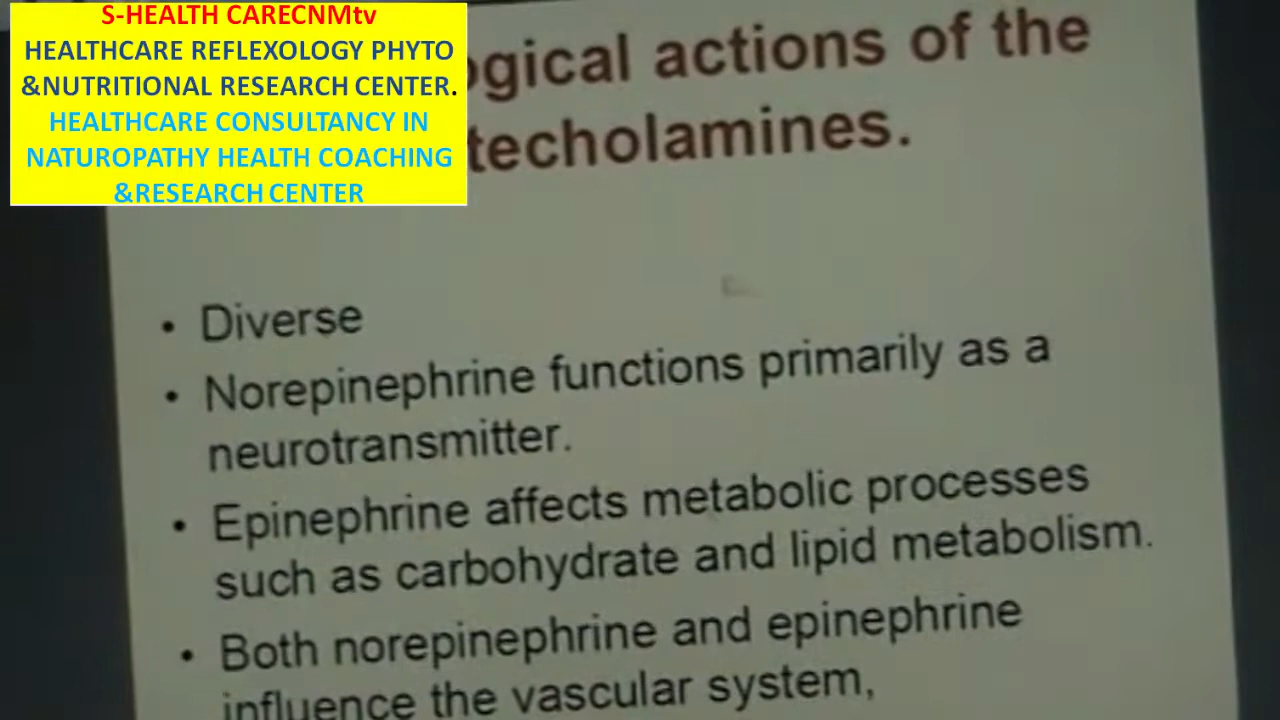 S-HEALTH CARECNMtv
HEALTHCARE REFLEXOLOGY PHYTO
&NUTRITIONAL RESEARCH CENTER.
HEALTHCARE CONSULTANCY IN
NATUROPATHY HEALTH COACHING
&RESEARCH CENTER
ogical actions of the
techolamines.
• Diverse
• Norepinephrine functions primarily as a
neurotransmitter.
• Epinephrine affects metabolic processes
such as carbohydrate and lipid metabolism.
• Both norepinephrine and epinephrine
influence the vascular system,